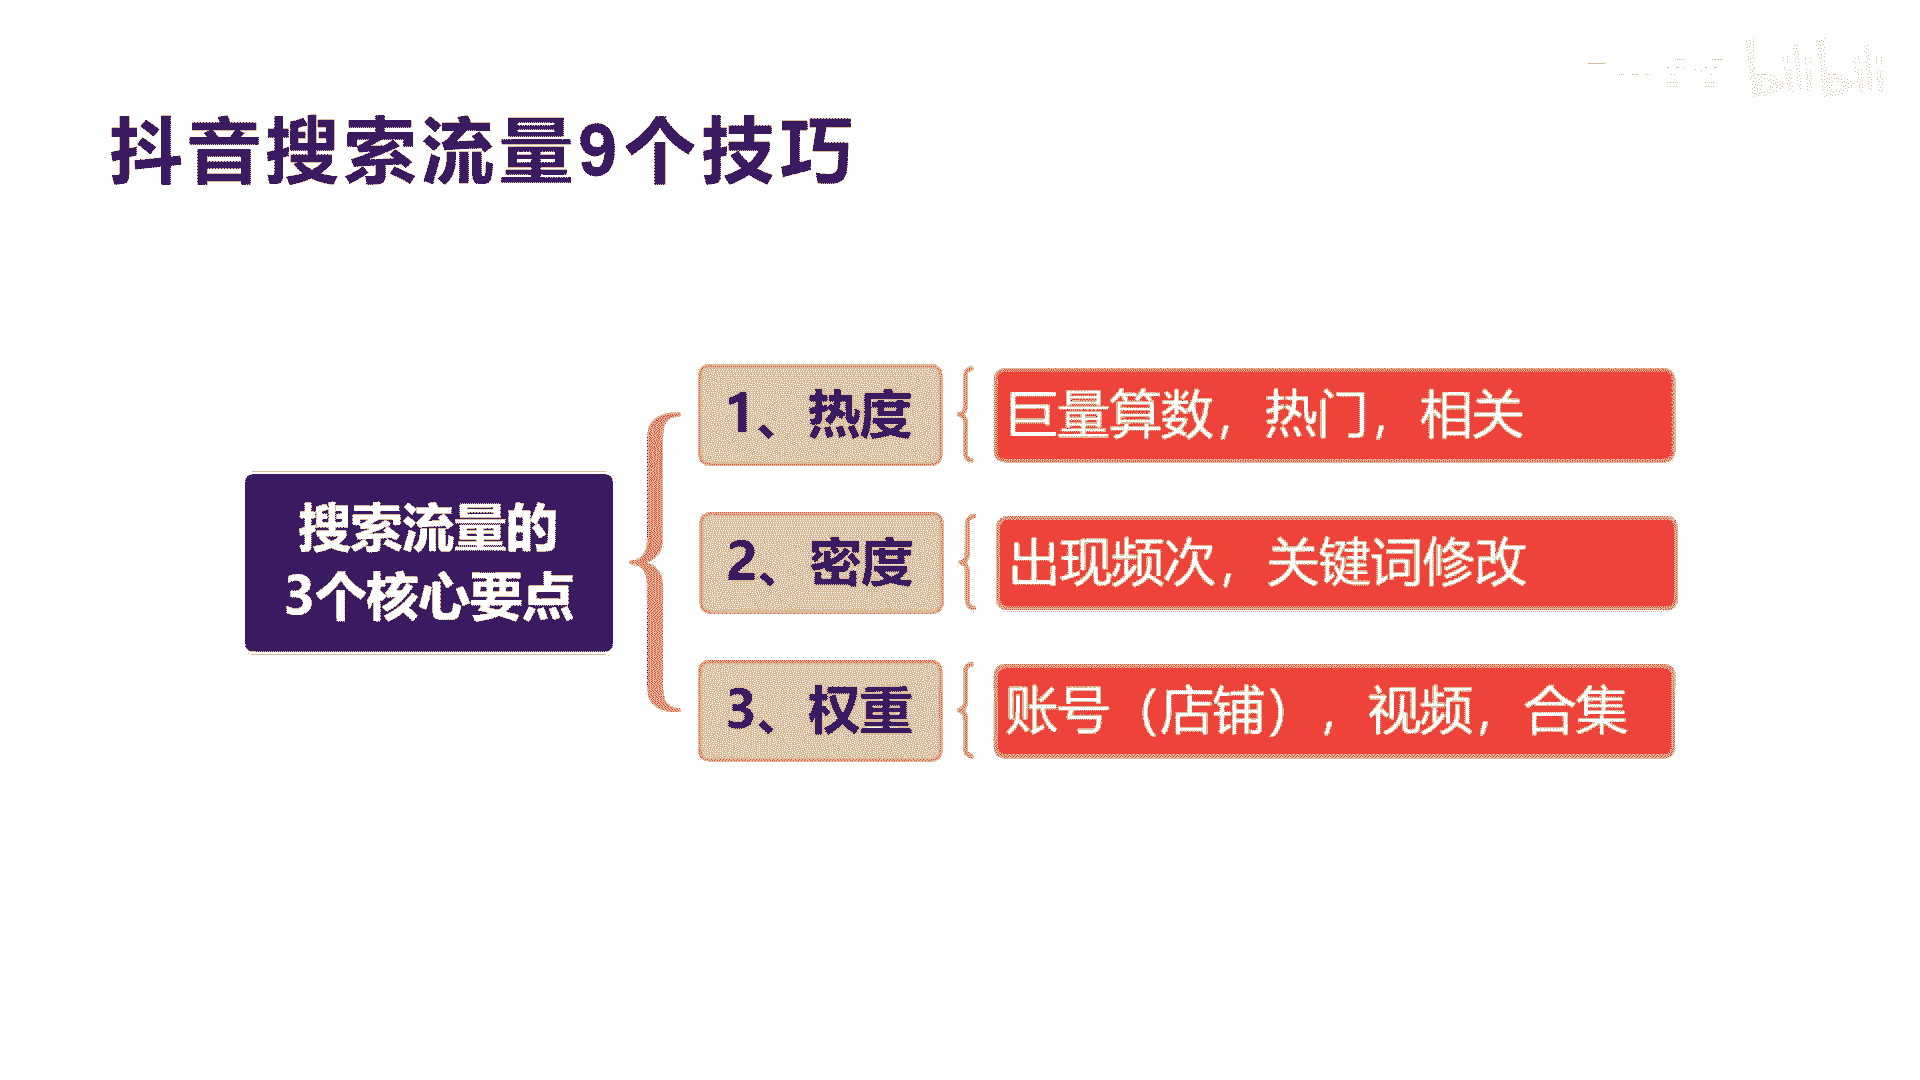 bilibili
抖音搜索流量9个技巧
搜索流量的
3个核心要点
1、热度
巨量算数，热门，相关
2、密度
出现频次，关键词修改
3、权重
账号（店铺），视频，合集